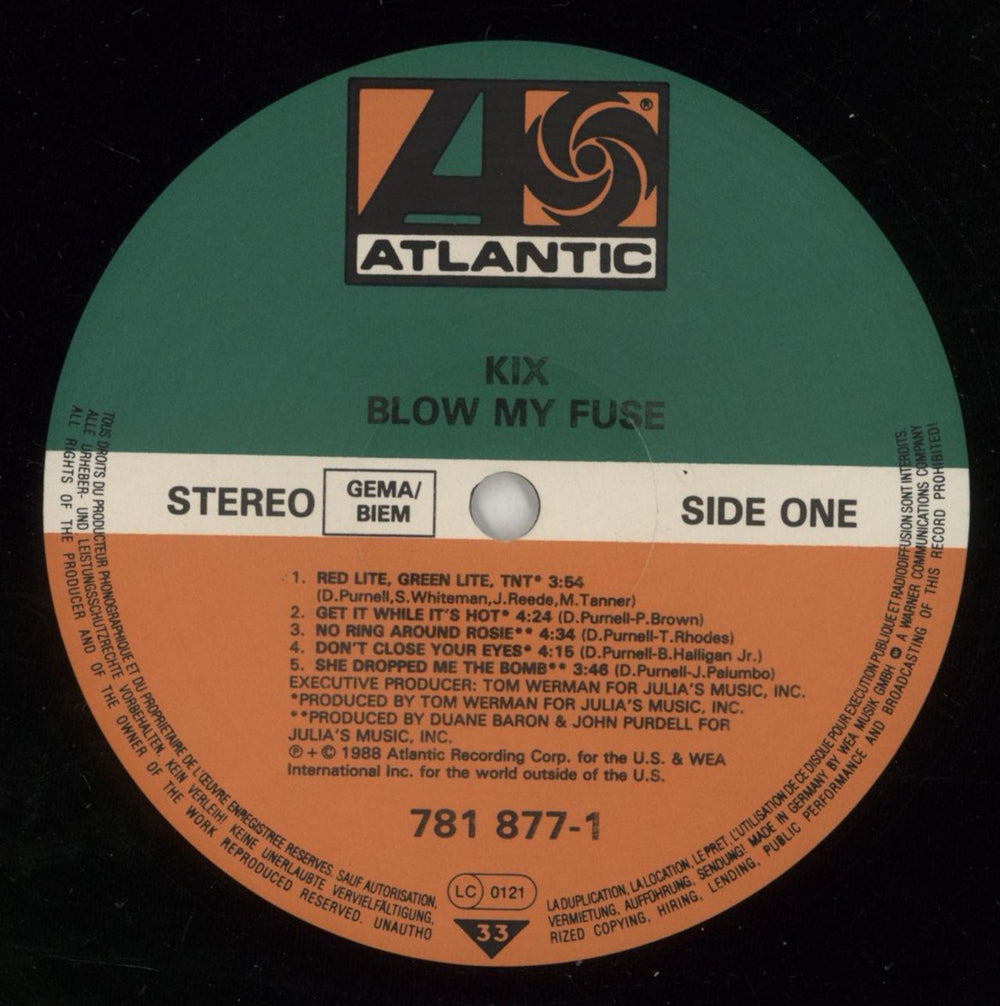 A
®
ATLANTIC
KIX
BLOW MY FUSE
STEREO
GEMA/
BIEM
SIDE ONE
1. RED LITE, GREEN LITE, TNT* 3:54
(D.Purnell,S.Whiteman,J.Reede,M.Tanner)
2. GET IT WHILE IT'S HOT* 4:24 (D.Purnell-P.Brown)
3. NO RING AROUND ROSIE** 4:34 (D.Purnell-T.Rhodes)
4. DON'T CLOSE YOUR EYES* 4:15 (D.Purnell-B.Halligan Jr.)
5. SHE DROPPED ME THE BOMB** 3:46 (D.Purnell-J.Palumbo)
EXECUTIVE PRODUCER: TOM WERMAN FOR JULIA'S MUSIC, INC.
*PRODUCED BY TOM WERMAN FOR JULIA'S MUSIC, INC.
**PRODUCED BY DUANE BARON & JOHN PURDELL FOR
JULIA'S MUSIC, INC.
℗ + © 1988 Atlantic Recording Corp. for the U.S. & WEA
International Inc. for the world outside of the U.S.
781 877-1
LC 0121
33
TOUS DROITS DU PRODUCTEUR PHONOGRAPHIQUE ET DU PROPRIETAIRE DE L'ŒUVRE ENREGISTREE RESERVES. SAUF AUTORISATION,
LA DUPLICATION, LA LOCATION, LE PRET, L'UTILISATION DE CE DISQUE POUR EXECUTION PUBLIQUE ET RADIODIFFUSION SONT INTERDITS.
ALLE URHEBER- UND LEISTUNGSSCHUTZRECHTE VORBEHALTEN. KEIN VERLEIH! KEINE UNERLAUBTE VERVIELFÄLTIGUNG,
VERMIETUNG, AUFFÜHRUNG, SENDUNG! MADE IN GERMANY BY WEA MUSIK GMBH A WARNER COMMUNICATIONS COMPANY
ALL RIGHTS OF THE PRODUCER AND OF THE OWNER OF THE WORK REPRODUCED RESERVED. UNAUTHO
RIZED COPYING, HIRING, LENDING, PUBLIC PERFORMANCE AND BROADCASTING OF THIS RECORD PROHIBITED!